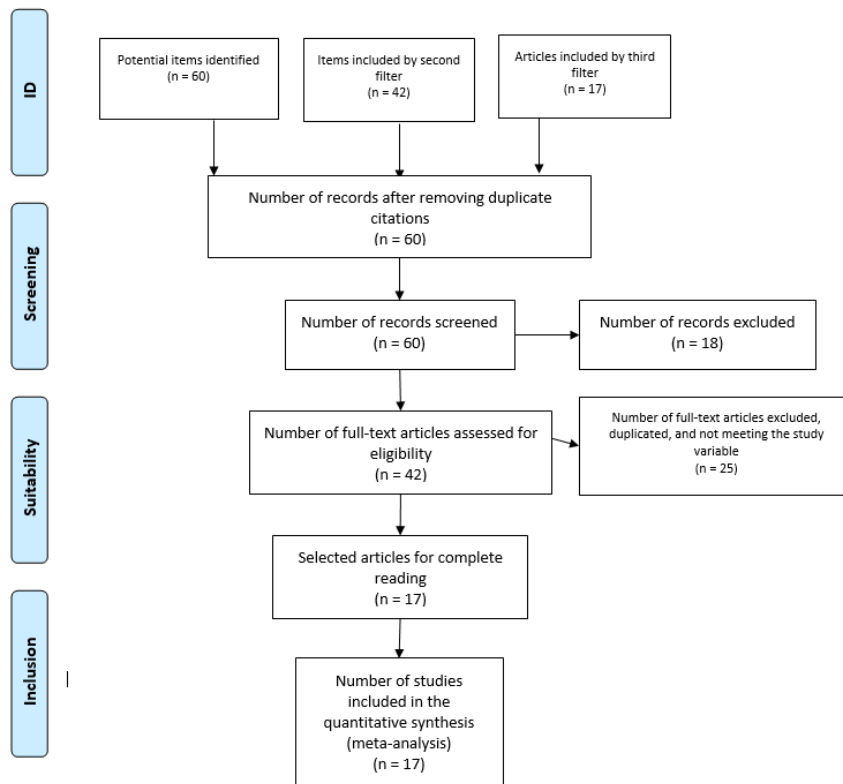 ID
Potential items identified
(n = 60)
Items included by second
filter
(n = 42)
Articles included by third
filter
(n = 17)
Number of records after removing duplicate
citations
(n = 60)
Screening
Number of records screened
(n = 60)
Number of records excluded
(n = 18)
Suitability
Number of full-text articles assessed for
eligibility
(n = 42)
Number of full-text articles excluded,
duplicated, and not meeting the study
variable
(n = 25)
Selected articles for complete
reading
(n = 17)
Inclusion
Number of studies
included in the
quantitative synthesis
(meta-analysis)
(n = 17)